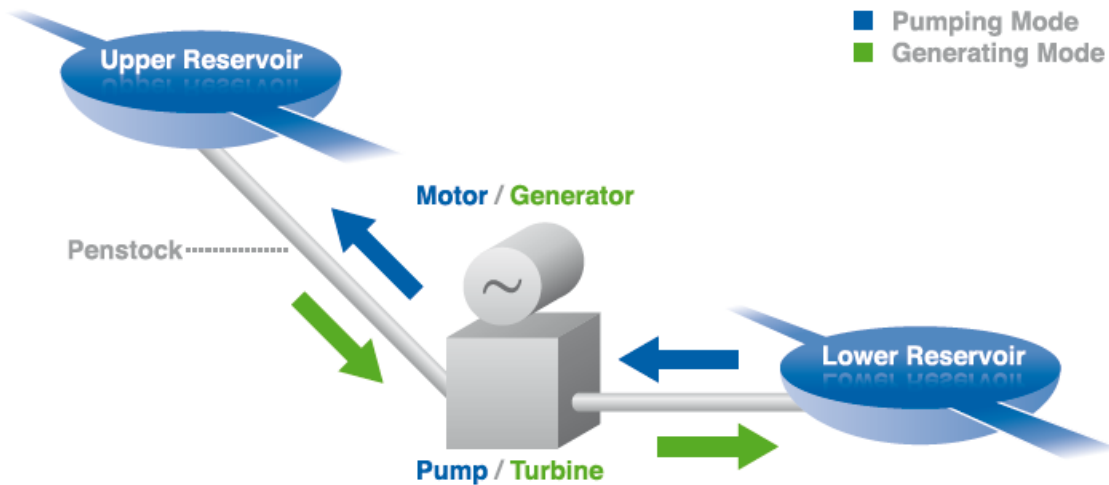 Pumping Mode
Generating Mode
Upper Reservoir
Motor / Generator
Penstock
~
Lower Reservoir
Pump / Turbine